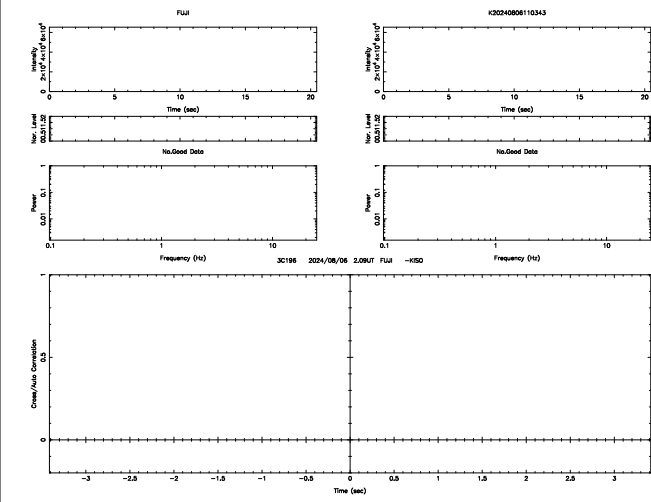 FUJI
K20240806110343
Intensity
0 2×10⁴ 4×10⁴ 6×10⁴
0 5 10 15 20
Time (sec)
Intensity
0 2×10⁴ 4×10⁴ 6×10⁴
0 5 10 15 20
Time (sec)
Nor. Level
00.511.52
Nor. Level
00.511.52
No.Good Data
Power
0.01 0.1 1
0.1 1 10
Frequency (Hz)
No.Good Data
Power
0.01 0.1 1
0.1 1 10
Frequency (Hz)
3C196 2024/08/06 2.09UT FUJI -KISO
Cross/Auto Correlation
0 0.5 1
-3 -2.5 -2 -1.5 -1 -0.5 0 0.5 1 1.5 2 2.5 3
Time (sec)